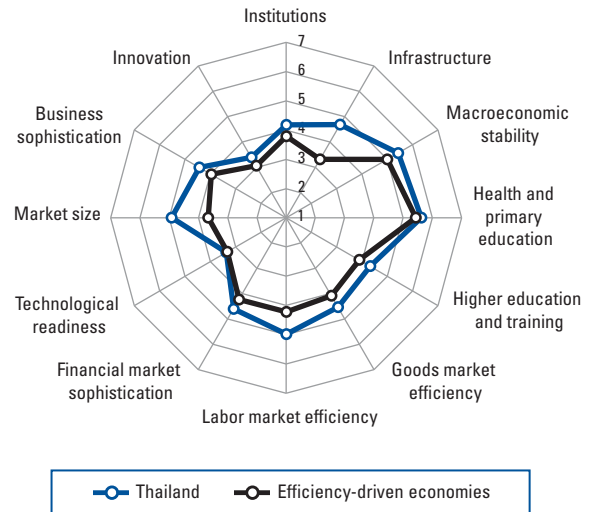 Institutions
Infrastructure
Macroeconomic
stability
Health and
primary
education
Higher education
and training
Goods market
efficiency
Labor market efficiency
Financial market
sophistication
Technological
readiness
Market size
Business
sophistication
Innovation
7
6
5
4
3
2
1
Thailand
Efficiency-driven economies